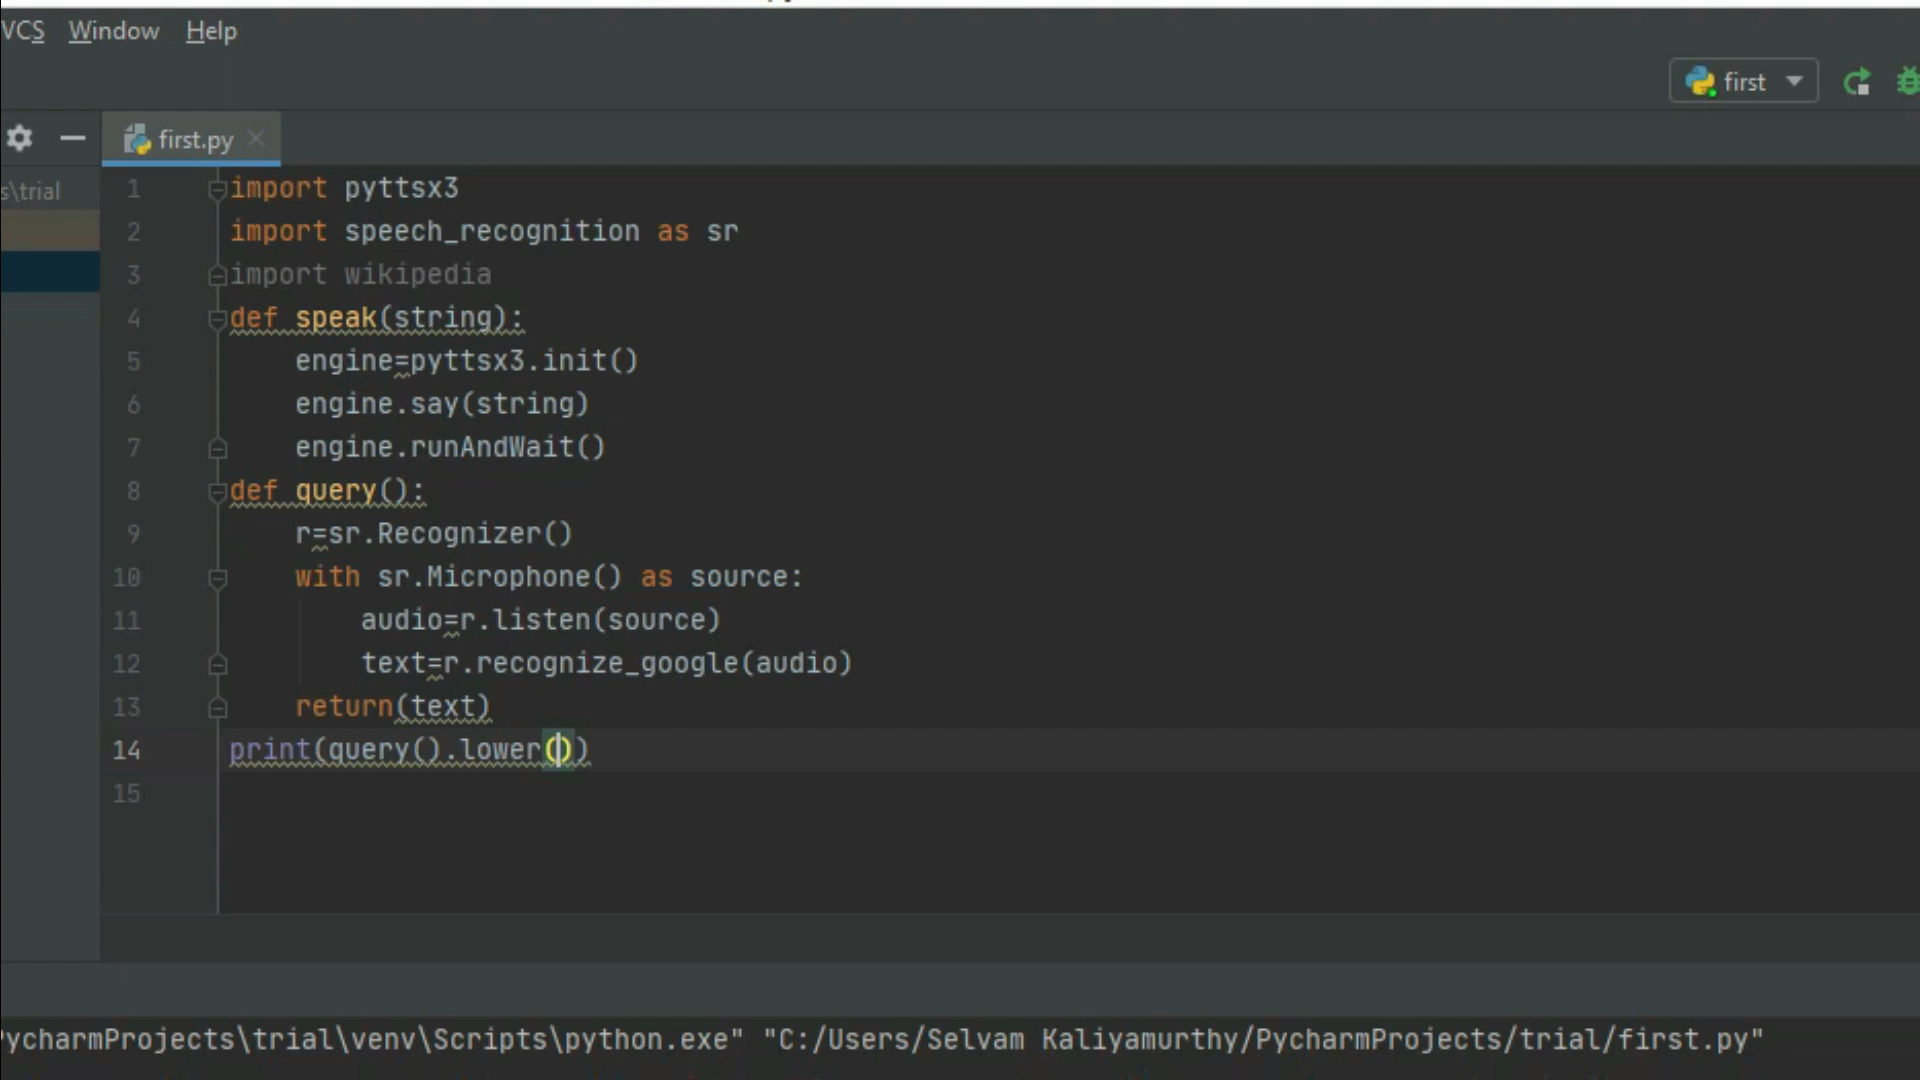 VCS Window Help
first
first.py
s\trial
1 import pyttsx3
2 import speech_recognition as sr
3 import wikipedia
4 def speak(string):
5     engine=pyttsx3.init()
6     engine.say(string)
7     engine.runAndWait()
8 def query():
9     r=sr.Recognizer()
10     with sr.Microphone() as source:
11         audio=r.listen(source)
12         text=r.recognize_google(audio)
13     return(text)
14 print(query().lower())
15
ycharmProjects\trial\venv\Scripts\python.exe" "C:/Users/Selvam Kaliyamurthy/PycharmProjects/trial/first.py"